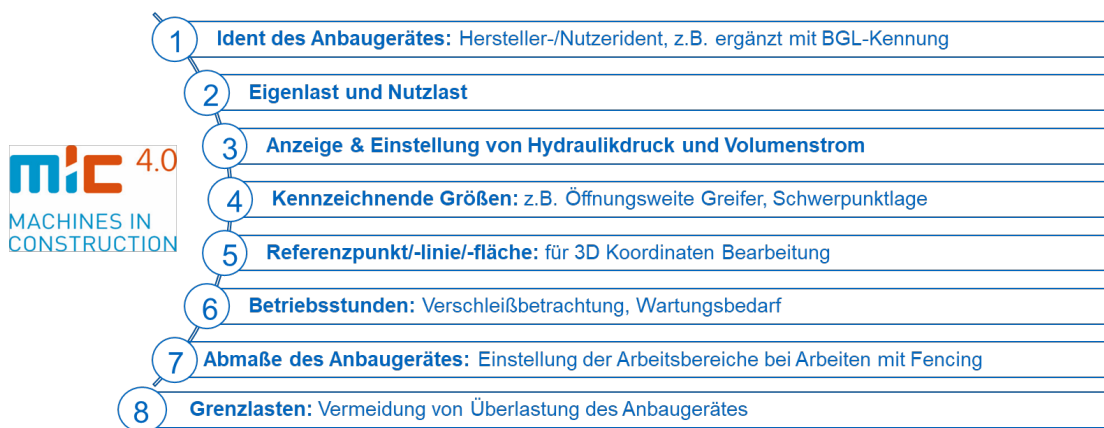 1 Ident des Anbaugerätes: Hersteller-/Nutzerident, z.B. ergänzt mit BGL-Kennung
2 Eigenlast und Nutzlast
3 Anzeige & Einstellung von Hydraulikdruck und Volumenstrom
mic 4.0
MACHINES IN
CONSTRUCTION
4 Kennzeichnende Größen: z.B. Öffnungsweite Greifer, Schwerpunktlage
5 Referenzpunkt/-linie/-fläche: für 3D Koordinaten Bearbeitung
6 Betriebsstunden: Verschleißbetrachtung, Wartungsbedarf
7 Abmaße des Anbaugerätes: Einstellung der Arbeitsbereiche bei Arbeiten mit Fencing
8 Grenzlasten: Vermeidung von Überlastung des Anbaugerätes